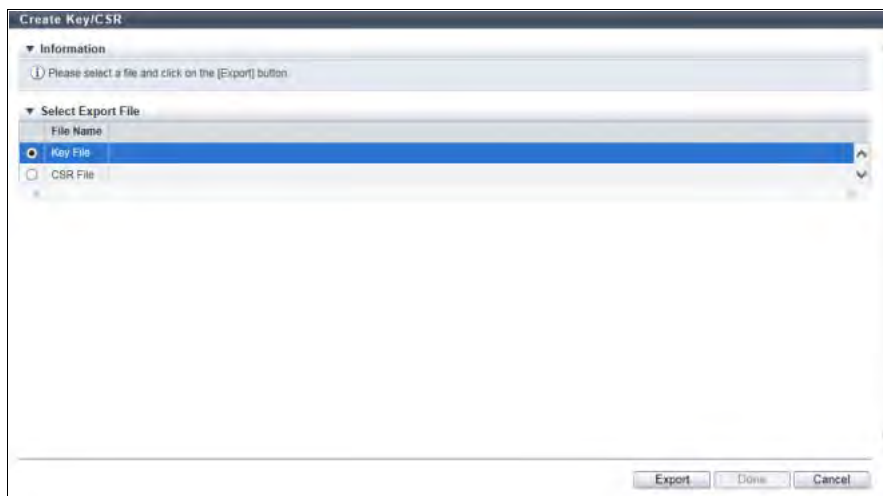 Create Key/CSR
Information
Please select a file and click on the [Export] button.
Select Export File
File Name
Key File
CSR File
Export Done Cancel